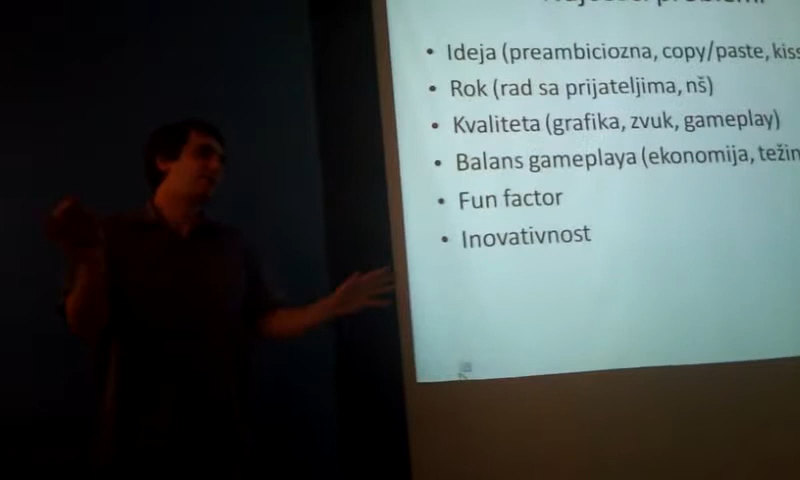 • Ideja (preambiciozna, copy/paste, kiss
• Rok (rad sa prijateljima, nš)
• Kvaliteta (grafika, zvuk, gameplay)
• Balans gameplaya (ekonomija, težin
• Fun factor
• Inovativnost